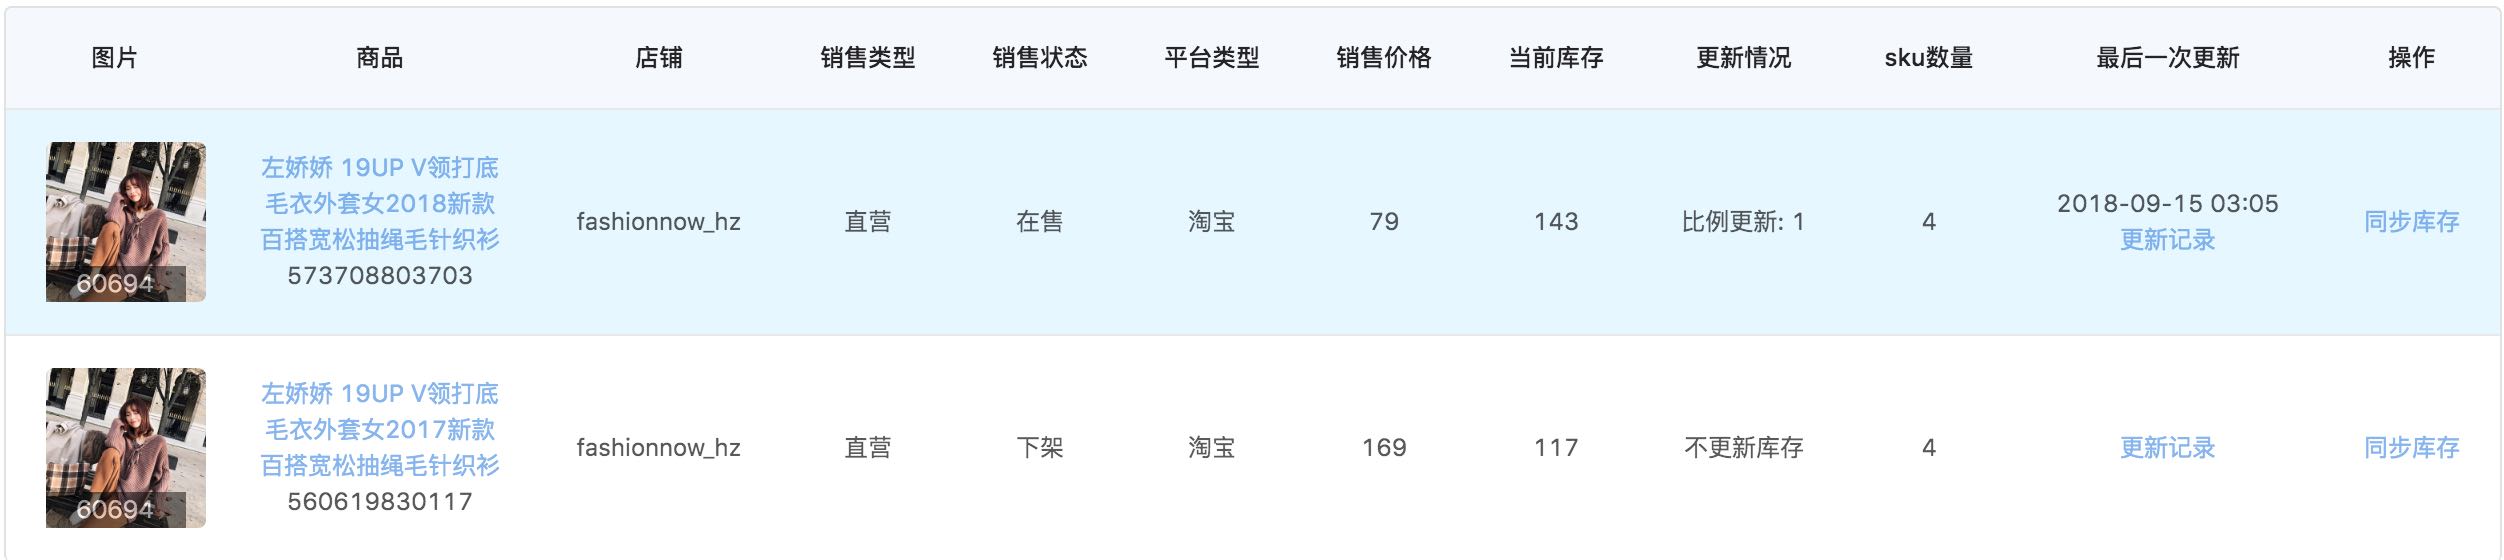 图片 商品 店铺 销售类型 销售状态 平台类型 销售价格 当前库存 更新情况 sku数量 最后一次更新 操作
60694
左娇娇 19UP V领打底
毛衣外套女2018新款
百搭宽松抽绳毛针织衫
573708803703
fashionnow_hz 直营 在售 淘宝 79 143 比例更新: 1 4
2018-09-15 03:05
更新记录
同步库存
60694
左娇娇 19UP V领打底
毛衣外套女2017新款
百搭宽松抽绳毛针织衫
560619830117
fashionnow_hz 直营 下架 淘宝 169 117 不更新库存 4 更新记录 同步库存